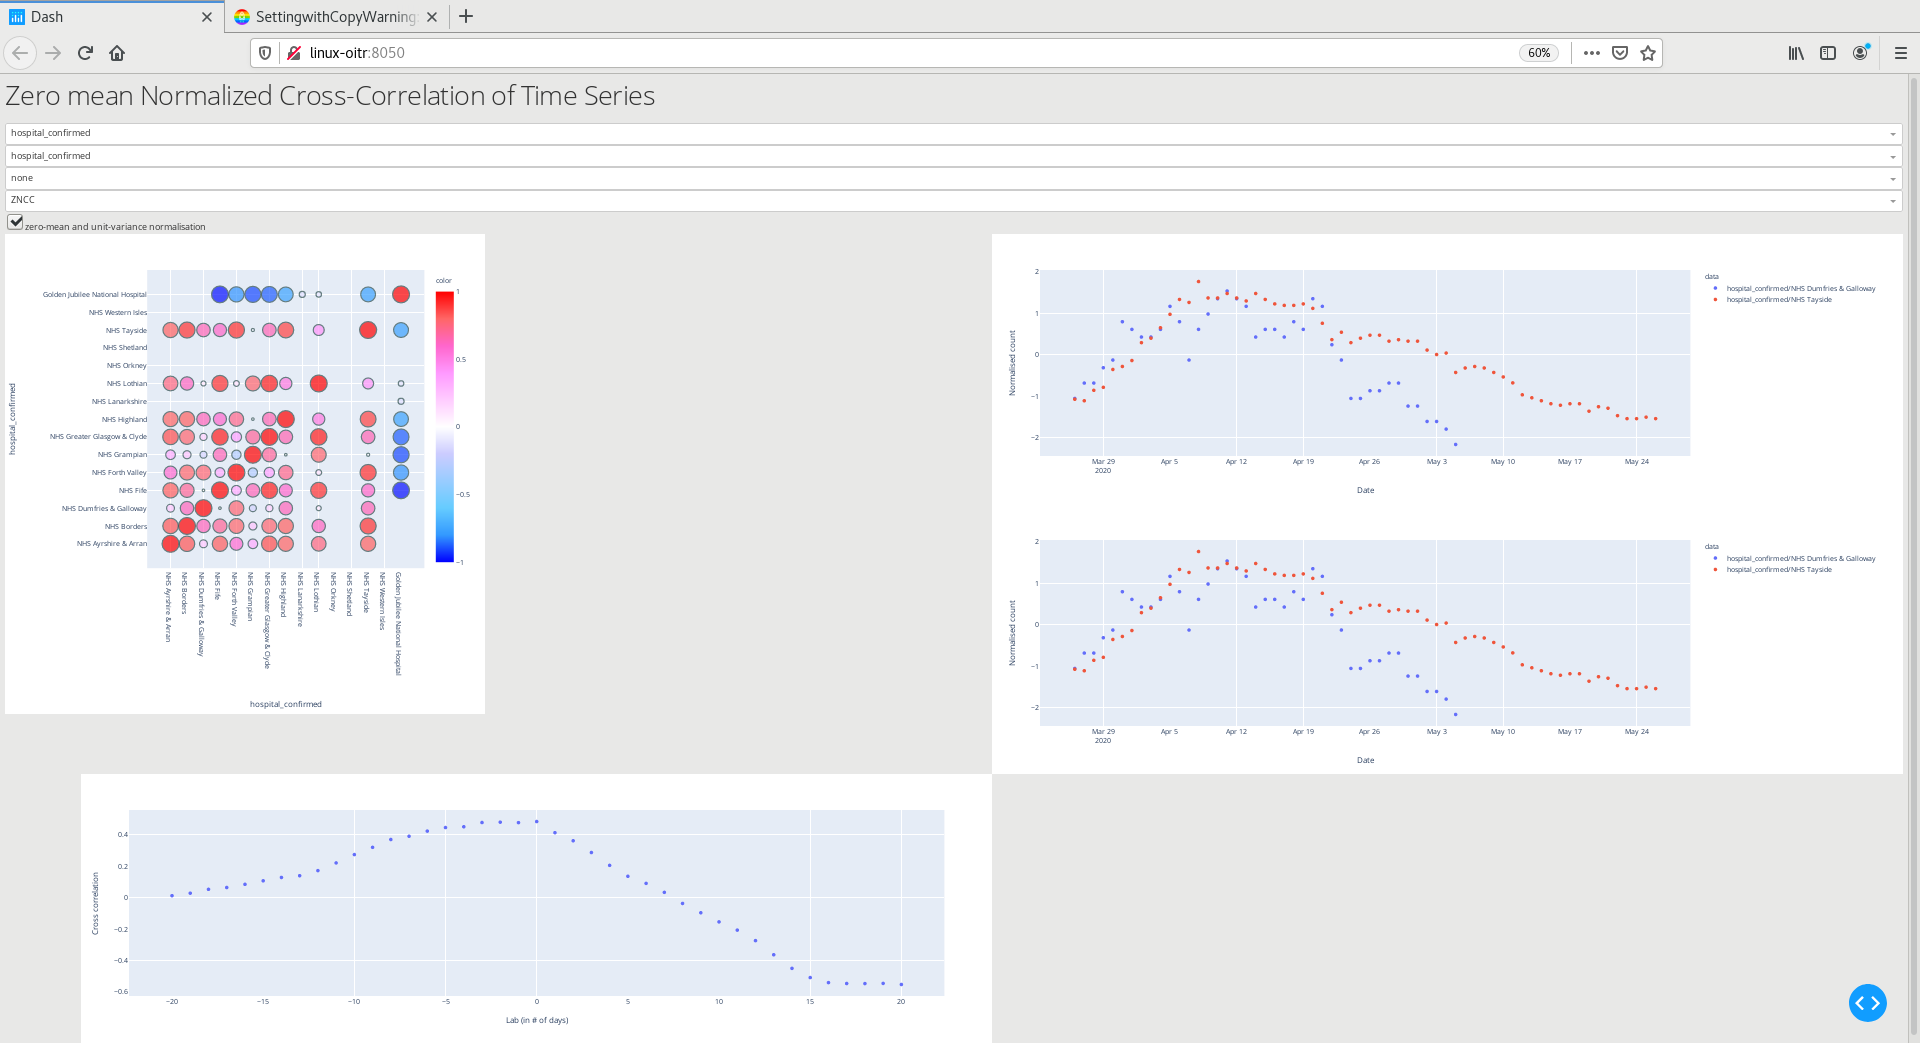 Dash
SettingwithCopyWarning:
linux-oitr:8050
60%
Zero mean Normalized Cross-Correlation of Time Series
hospital_confirmed
hospital_confirmed
none
ZNCC
zero-mean and unit-variance normalisation
color
1
0.5
0
−0.5
−1
hospital_confirmed
Golden Jubilee National Hospital
NHS Western Isles
NHS Tayside
NHS Shetland
NHS Orkney
NHS Lothian
NHS Lanarkshire
NHS Highland
NHS Greater Glasgow & Clyde
NHS Grampian
NHS Forth Valley
NHS Fife
NHS Dumfries & Galloway
NHS Borders
NHS Ayrshire & Arran
NHS Ayrshire & Arran
NHS Borders
NHS Dumfries & Galloway
NHS Fife
NHS Forth Valley
NHS Grampian
NHS Greater Glasgow & Clyde
NHS Highland
NHS Lanarkshire
NHS Lothian
NHS Orkney
NHS Shetland
NHS Tayside
NHS Western Isles
Golden Jubilee National Hospital
hospital_confirmed
2
1
0
−1
−2
Normalised count
Mar 29
2020
Apr 5
Apr 12
Apr 19
Apr 26
May 3
May 10
May 17
May 24
Date
data
hospital_confirmed/NHS Dumfries & Galloway
hospital_confirmed/NHS Tayside
2
1
0
−1
−2
Normalised count
Mar 29
2020
Apr 5
Apr 12
Apr 19
Apr 26
May 3
May 10
May 17
May 24
Date
data
hospital_confirmed/NHS Dumfries & Galloway
hospital_confirmed/NHS Tayside
0.4
0.2
0
−0.2
−0.4
−0.6
Cross correlation
−20
−15
−10
−5
0
5
10
15
20
Lab (in # of days)